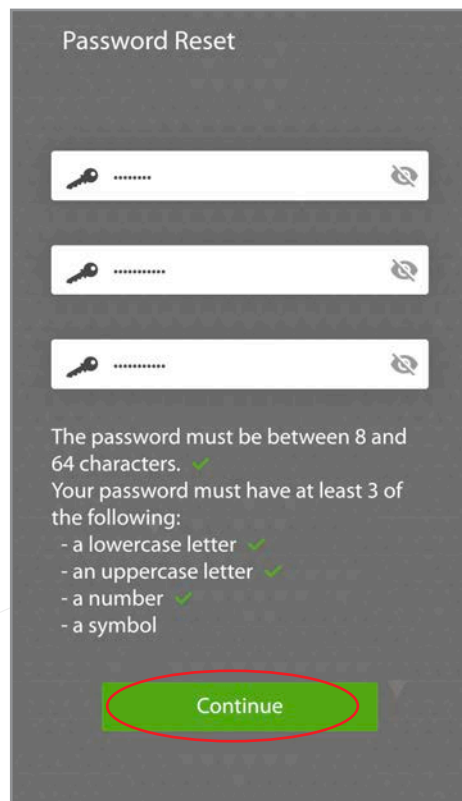 Password Reset
••••••••
•••••••••••
•••••••••••
The password must be between 8 and
64 characters. ✓
Your password must have at least 3 of
the following:
- a lowercase letter ✓
- an uppercase letter ✓
- a number ✓
- a symbol
Continue